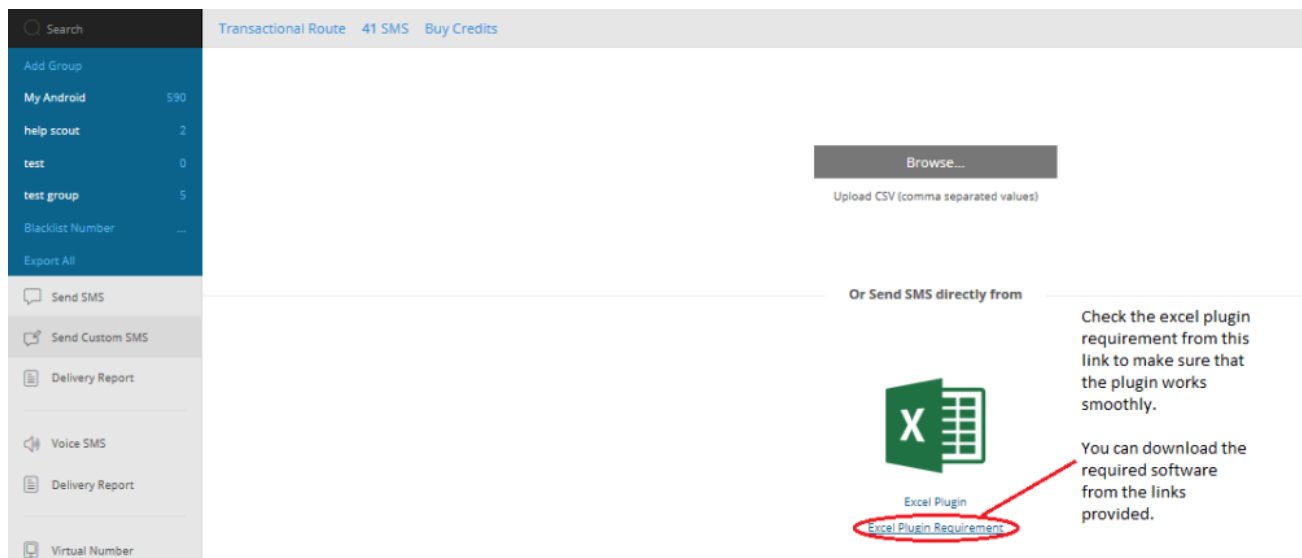 Search
Transactional Route 41 SMS Buy Credits
Add Group
My Android 590
help scout 2
test 0
test group 5
Blacklist Number ...
Export All
Send SMS
Send Custom SMS
Delivery Report
Voice SMS
Delivery Report
Virtual Number
Browse...
Upload CSV (comma separated values)
Or Send SMS directly from
X
Excel Plugin
Excel Plugin Requirement
Check the excel plugin
requirement from this
link to make sure that
the plugin works
smoothly.
You can download the
required software
from the links
provided.